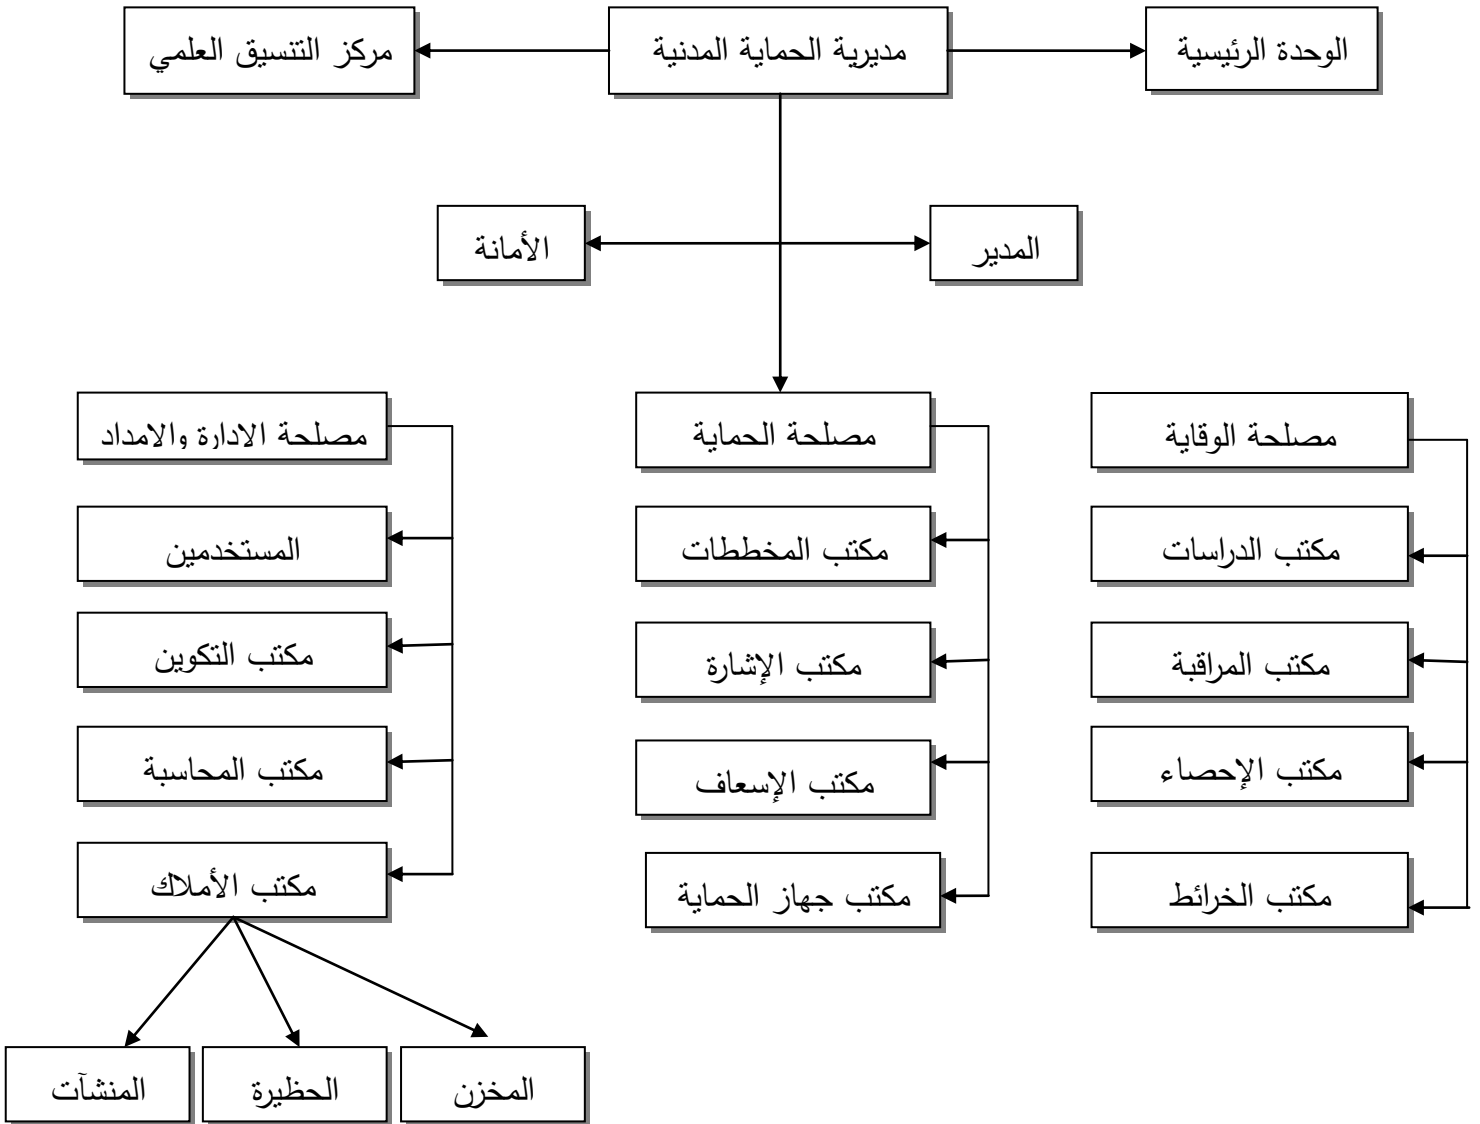 الوحدة الرئيسية
مديرية الحماية المدنية
مركز التنسيق العلمي
المدير
الأمانة
مصلحة الوقاية
مصلحة الحماية
مصلحة الادارة والامداد
مكتب الدراسات
مكتب المخططات
المستخدمين
مكتب المراقبة
مكتب الإشارة
مكتب التكوين
مكتب الإحصاء
مكتب الإسعاف
مكتب المحاسبة
مكتب الخرائط
مكتب جهاز الحماية
مكتب الأملاك
المخزن
الحظيرة
المنشآت